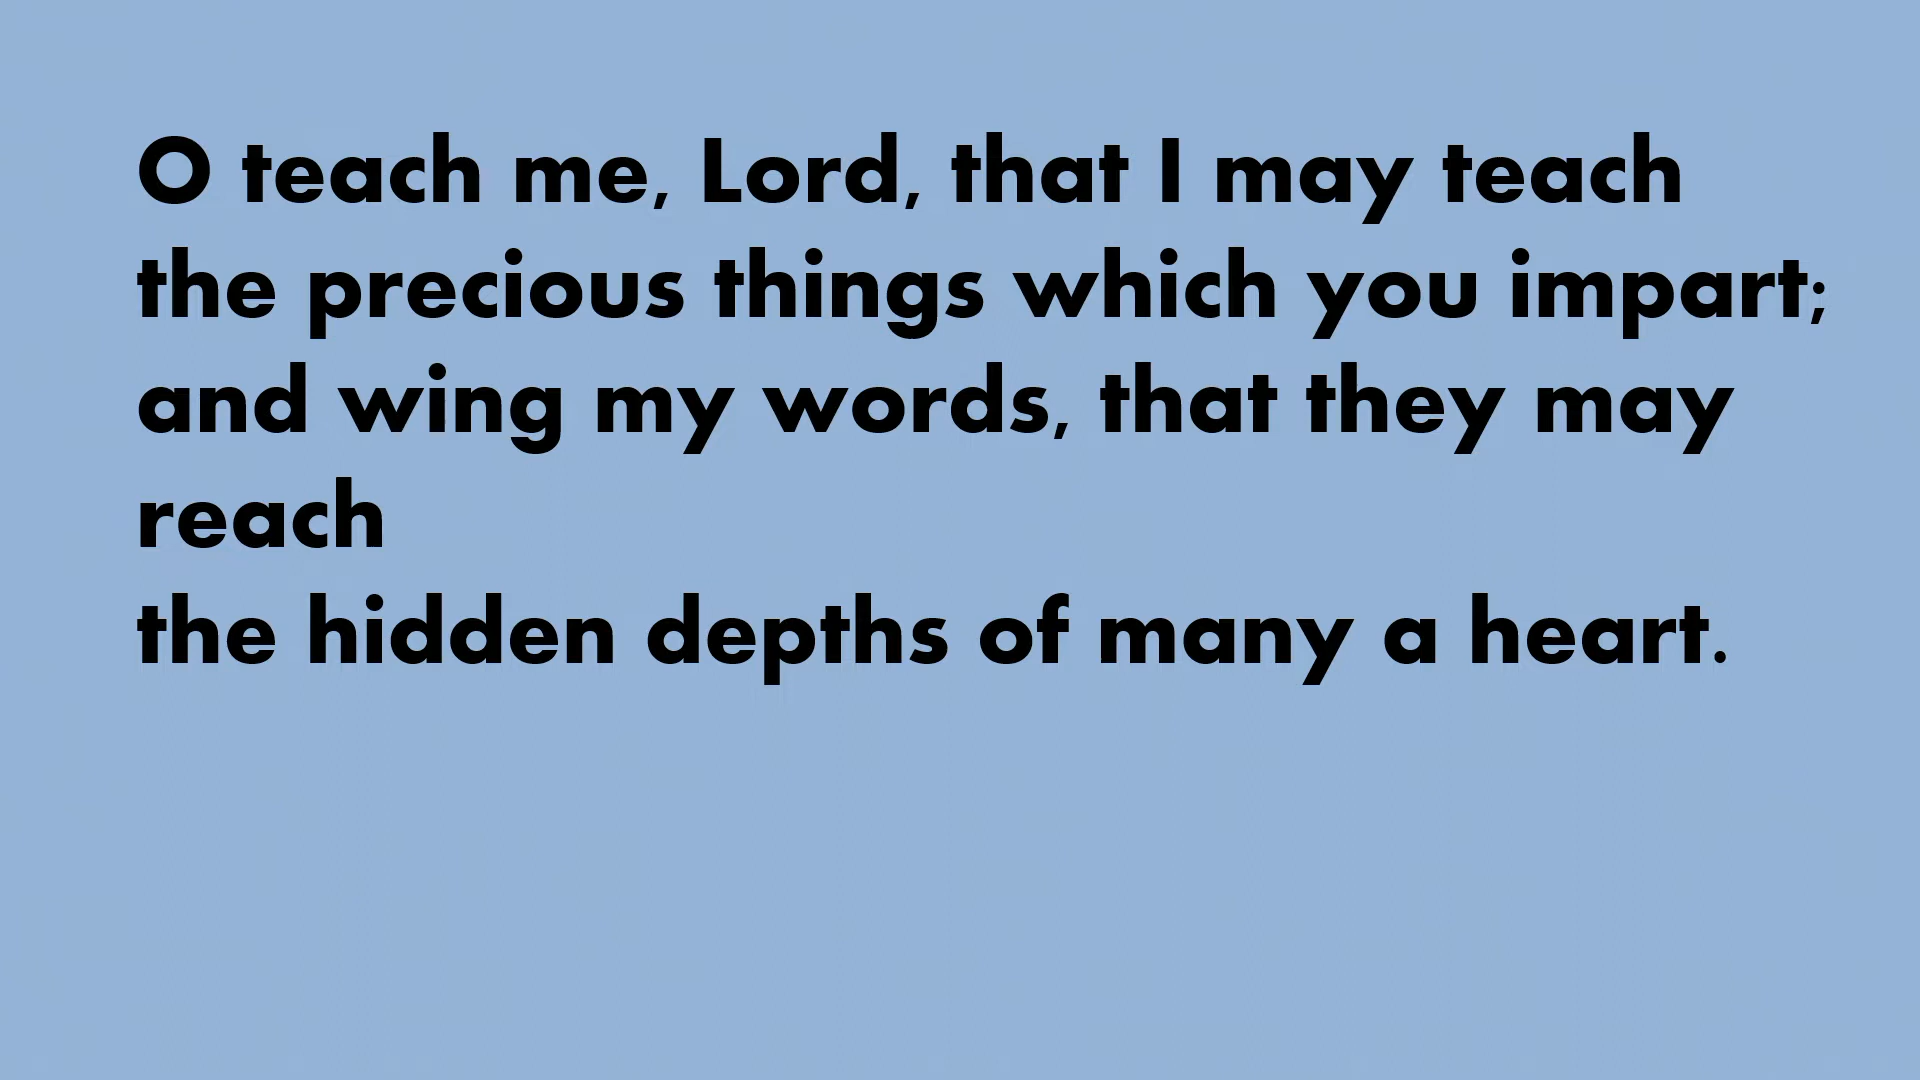 O teach me, Lord, that I may teach
the precious things which you impart;
and wing my words, that they may
reach
the hidden depths of many a heart.